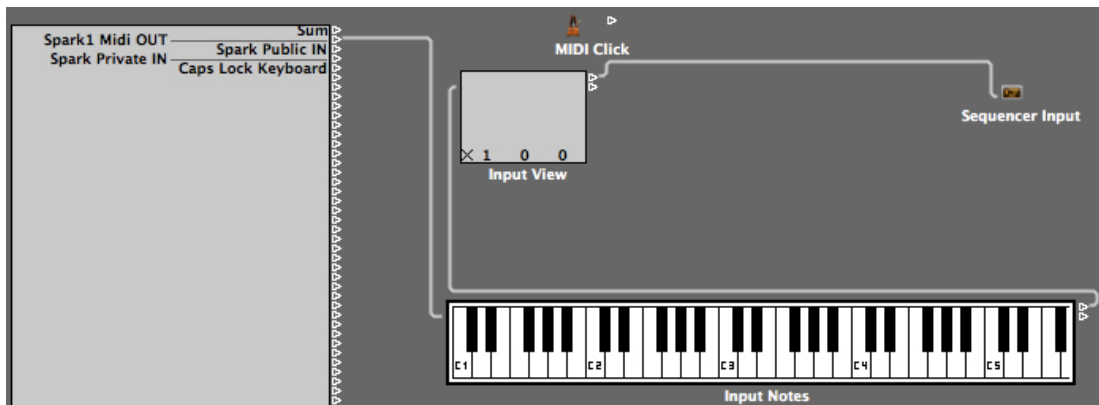 Sum
Spark1 Midi OUT
Spark Public IN
Spark Private IN
Caps Lock Keyboard
MIDI Click
Sequencer Input
× 1 0 0
Input View
C1 C2 C3 C4 C5
Input Notes